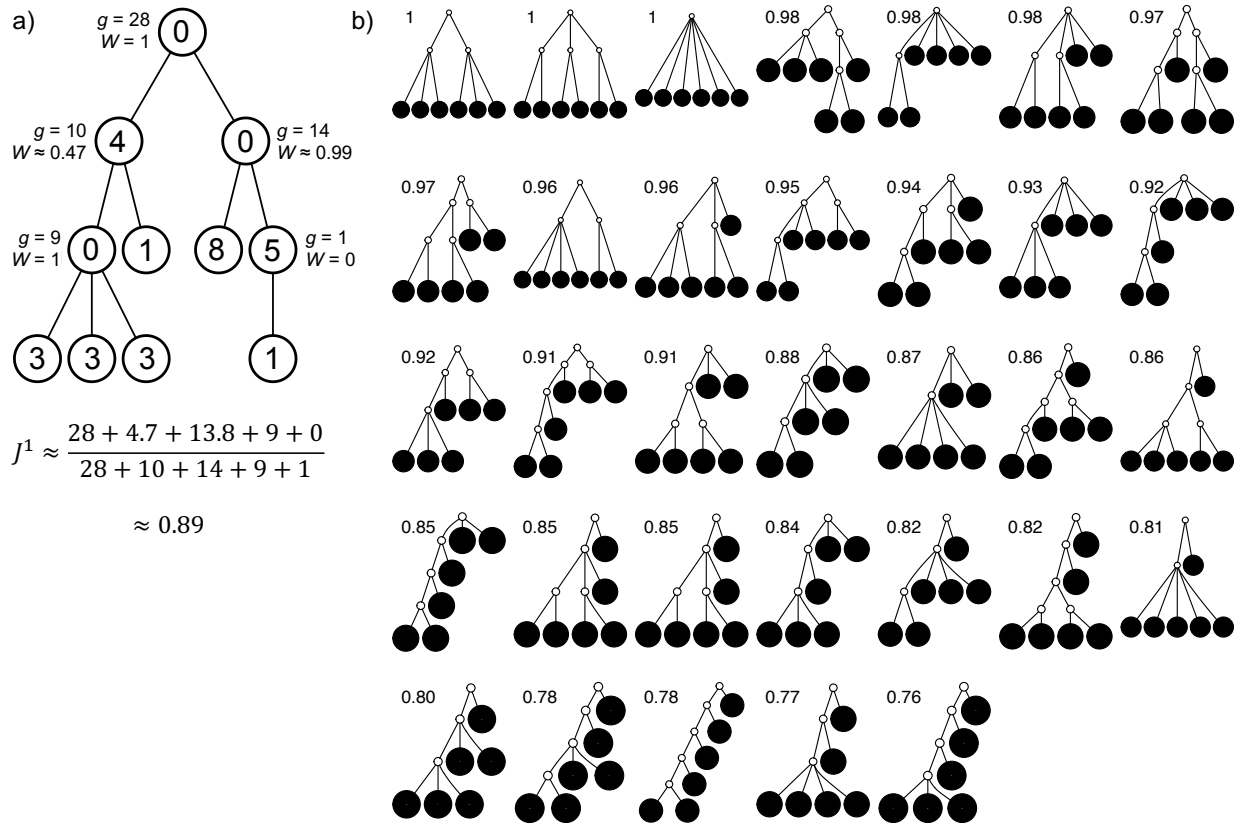 a)
g = 28
W = 1
0
g = 10
W ≈ 0.47
4
0
g = 14
W ≈ 0.99
g = 9
W = 1
0
1
8
5
g = 1
W = 0
3
3
3
1
J¹ ≈ 28 + 4.7 + 13.8 + 9 + 0
28 + 10 + 14 + 9 + 1
≈ 0.89
b)
1 1 1 0.98 0.98 0.98 0.97
0.97 0.96 0.96 0.95 0.94 0.93 0.92
0.92 0.91 0.91 0.88 0.87 0.86 0.86
0.85 0.85 0.85 0.84 0.82 0.82 0.81
0.80 0.78 0.78 0.77 0.76